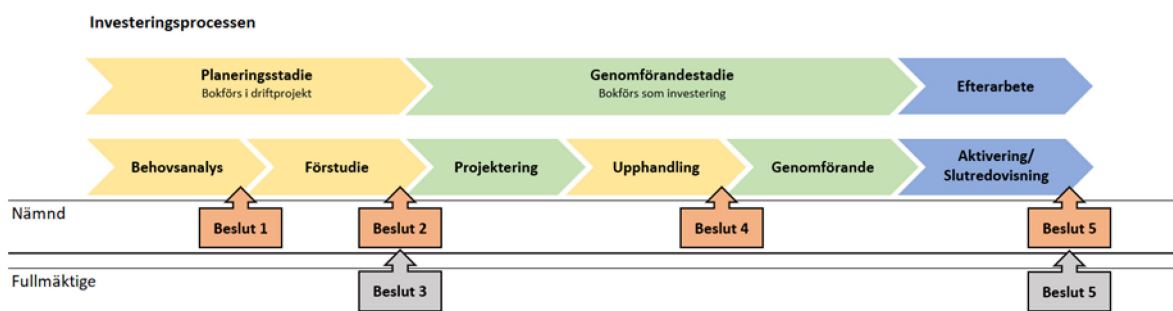 Investeringsprocessen
Planeringsstadie
Bokförs i driftprojekt
Genomförandestadie
Bokförs som investering
Efterarbete
Behovsanalys
Förstudie
Projektering
Upphandling
Genomförande
Aktivering/
Slutredovisning
Nämnd
Beslut 1
Beslut 2
Beslut 4
Beslut 5
Fullmäktige
Beslut 3
Beslut 5